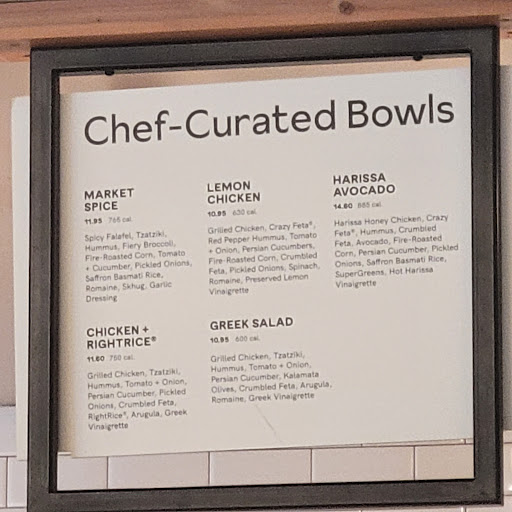 Chef-Curated Bowls
MARKET
SPICE
11.95 755 cal.
Spicy Falafel, Tzatziki,
Hummus, Fiery Broccoli,
Fire-Roasted Corn, Tomato
+ Cucumber, Pickled Onions,
Saffron Basmati Rice,
Romaine, Skhug, Garlic
Dressing
LEMON
CHICKEN
10.95 630 cal.
Grilled Chicken, Crazy Feta®,
Red Pepper Hummus, Tomato
+ Onion, Persian Cucumbers,
Fire-Roasted Corn, Crumbled
Feta, Pickled Onions, Spinach,
Romaine, Preserved Lemon
Vinaigrette
HARISSA
AVOCADO
14.60 885 cal.
Harissa Honey Chicken, Crazy
Feta®, Hummus, Crumbled
Feta, Avocado, Fire-Roasted
Corn, Persian Cucumber, Pickled
Onions, Saffron Basmati Rice,
SuperGreens, Hot Harissa
Vinaigrette
CHICKEN +
RIGHTRICE®
11.60 750 cal.
Grilled Chicken, Tzatziki,
Hummus, Tomato + Onion,
Persian Cucumber, Pickled
Onions, Crumbled Feta,
RightRice®, Arugula, Greek
Vinaigrette
GREEK SALAD
10.95 600 cal.
Grilled Chicken, Tzatziki,
Hummus, Tomato + Onion,
Persian Cucumber, Kalamata
Olives, Crumbled Feta, Arugula,
Romaine, Greek Vinaigrette